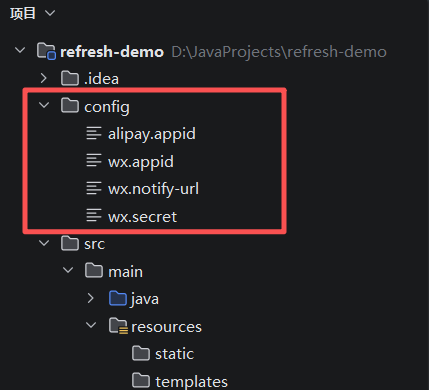 项目
refresh-demo D:\JavaProjects\refresh-demo
.idea
config
alipay.appid
wx.appid
wx.notify-url
wx.secret
src
main
java
resources
static
templates